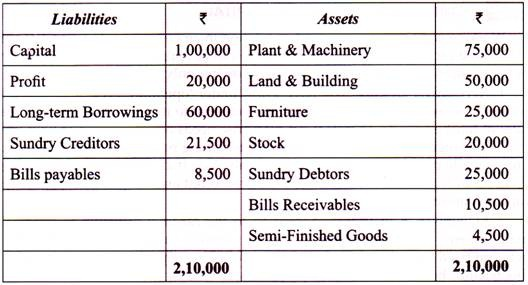 Liabilities ₹ Assets ₹
Capital 1,00,000 Plant & Machinery 75,000
Profit 20,000 Land & Building 50,000
Long-term Borrowings 60,000 Furniture 25,000
Sundry Creditors 21,500 Stock 20,000
Bills payables 8,500 Sundry Debtors 25,000
Bills Receivables 10,500
Semi-Finished Goods 4,500
2,10,000 2,10,000